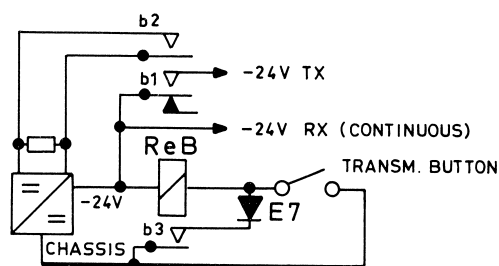 b2
-24V TX
b1
-24V RX (CONTINUOUS)
ReB
TRANSM. BUTTON
-24V
E7
b3
CHASSIS